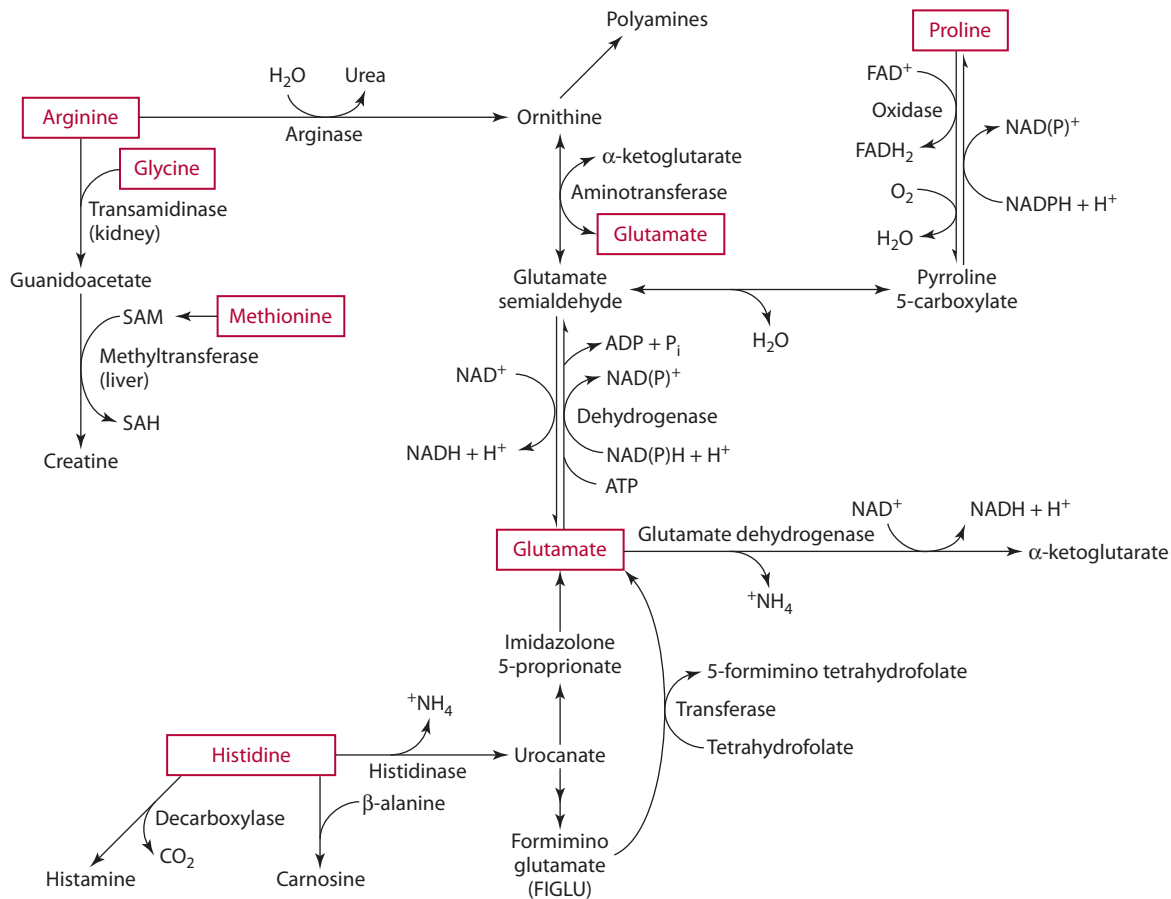 Polyamines
Proline
H2O
Urea
FAD+
Arginine
Arginase
Ornithine
Oxidase
NAD(P)+
FADH2
Glycine
α-ketoglutarate
Transamidinase
(kidney)
Aminotransferase
O2
NADPH + H+
Glutamate
H2O
Guanidoacetate
Glutamate
semialdehyde
Pyrroline
5-carboxylate
SAM
Methionine
H2O
Methyltransferase
(liver)
ADP + Pi
NAD+
NAD(P)+
Dehydrogenase
SAH
NADH + H+
NAD(P)H + H+
Creatine
ATP
NAD+
NADH + H+
Glutamate
Glutamate dehydrogenase
α-ketoglutarate
+NH4
Imidazolone
5-proprionate
5-formimino tetrahydrofolate
+NH4
Transferase
Histidine
Histidinase
Urocanate
Tetrahydrofolate
β-alanine
Decarboxylase
CO2
Formimino
glutamate
(FIGLU)
Histamine
Carnosine